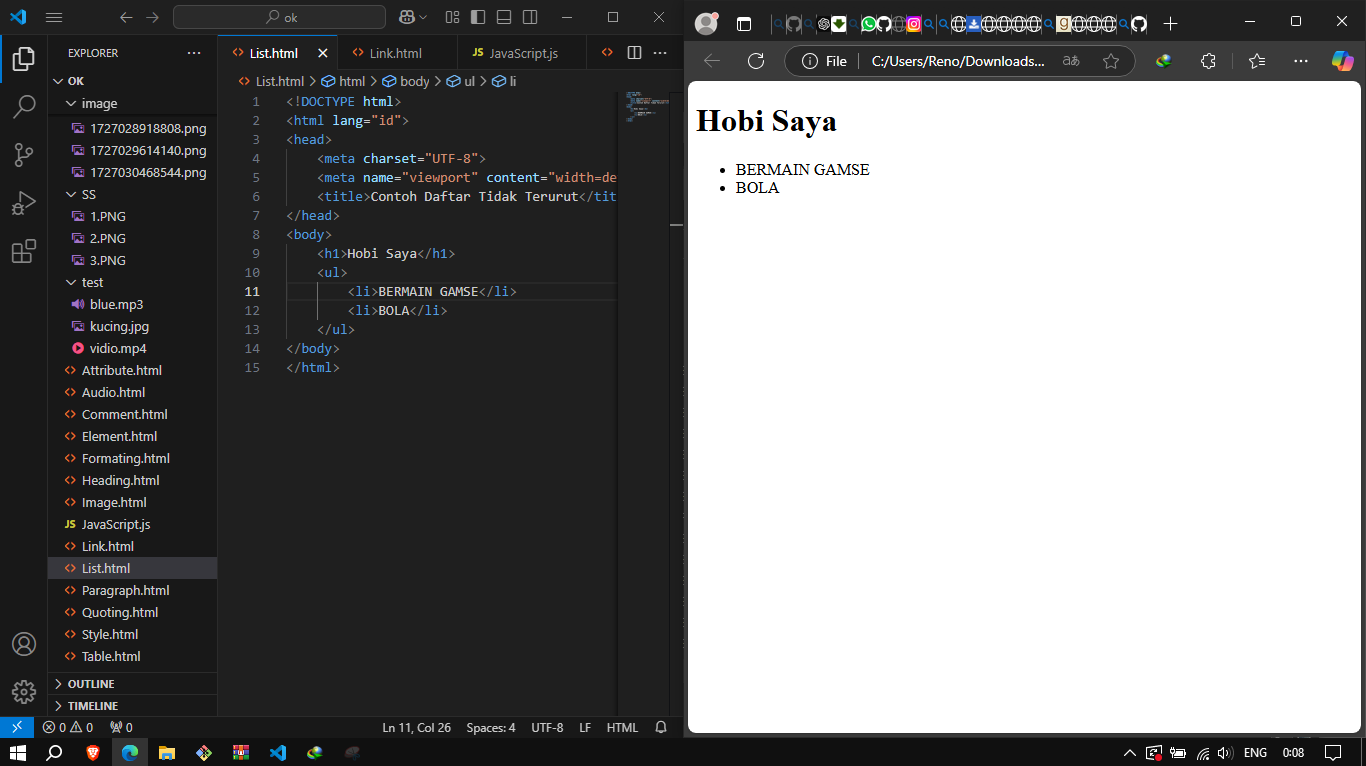 ok
EXPLORER
OK
image
1727028918808.png
1727029614140.png
1727030468544.png
SS
1.PNG
2.PNG
3.PNG
test
blue.mp3
kucing.jpg
vidio.mp4
Attribute.html
Audio.html
Comment.html
Element.html
Formating.html
Heading.html
Image.html
JS JavaScript.js
Link.html
List.html
Paragraph.html
Quoting.html
Style.html
Table.html
OUTLINE
TIMELINE
List.html Link.html JS JavaScript.js
List.html > html > body > ul > li
1 <!DOCTYPE html>
2 <html lang="id">
3 <head>
4 <meta charset="UTF-8">
5 <meta name="viewport" content="width=de
6 <title>Contoh Daftar Tidak Terurut</tit
7 </head>
8 <body>
9 <h1>Hobi Saya</h1>
10 <ul>
11 <li>BERMAIN GAMSE</li>
12 <li>BOLA</li>
13 </ul>
14 </body>
15 </html>
0 0 0 Ln 11, Col 26 Spaces: 4 UTF-8 LF HTML
File C:/Users/Reno/Downloads...
Hobi Saya
• BERMAIN GAMSE
• BOLA
ENG 0:08